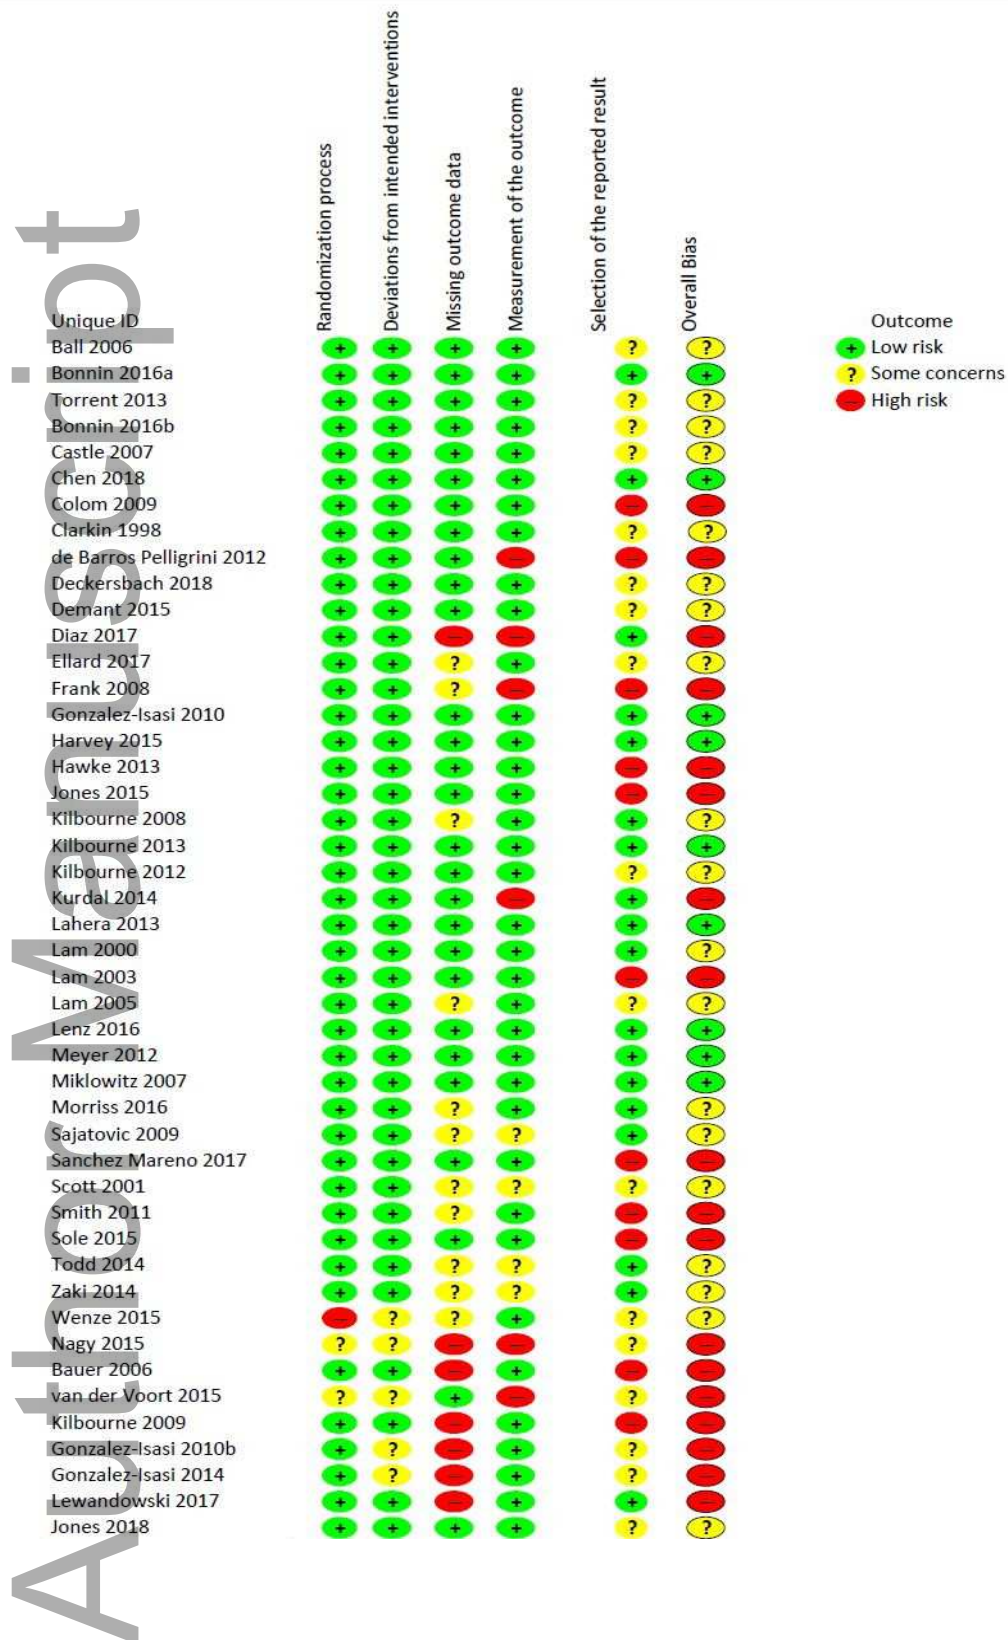 Author Manuscript
Randomization process
Deviations from intended interventions
Missing outcome data
Measurement of the outcome
Selection of the reported result
Overall Bias
Unique ID Outcome
Ball 2006 + + + + ? ? + Low risk
Bonnin 2016a + + + + + + ? Some concerns
Torrent 2013 + + + + ? ? — High risk
Bonnin 2016b + + + + ? ?
Castle 2007 + + + + ? ?
Chen 2018 + + + + + +
Colom 2009 + + + + — —
Clarkin 1998 + + + + ? ?
de Barros Pelligrini 2012 + + + — — —
Deckersbach 2018 + + + + ? ?
Demant 2015 + + + + ? ?
Diaz 2017 + + — — + —
Ellard 2017 + + ? + ? ?
Frank 2008 + + ? — — —
Gonzalez-Isasi 2010 + + + + + +
Harvey 2015 + + + + + +
Hawke 2013 + + + + — —
Jones 2015 + + + + — —
Kilbourne 2008 + + ? + + ?
Kilbourne 2013 + + + + + +
Kilbourne 2012 + + + + ? ?
Kurdal 2014 + + + — + —
Lahera 2013 + + + + + +
Lam 2000 + + + + + ?
Lam 2003 + + + + — —
Lam 2005 + + ? + ? ?
Lenz 2016 + + + + + +
Meyer 2012 + + + + + +
Miklowitz 2007 + + + + + +
Morriss 2016 + + ? + + ?
Sajatovic 2009 + + ? ? + ?
Sanchez Mareno 2017 + + + + — —
Scott 2001 + + ? ? ? ?
Smith 2011 + + ? + — —
Sole 2015 + + + + — —
Todd 2014 + + ? ? + ?
Zaki 2014 + + ? ? + ?
Wenze 2015 — ? ? + ? ?
Nagy 2015 ? ? — — ? —
Bauer 2006 + + — + — —
van der Voort 2015 ? ? + — ? —
Kilbourne 2009 + + — + — —
Gonzalez-Isasi 2010b + ? — + ? —
Gonzalez-Isasi 2014 + ? — + ? —
Lewandowski 2017 + + — + + —
Jones 2018 + + + + ? ?